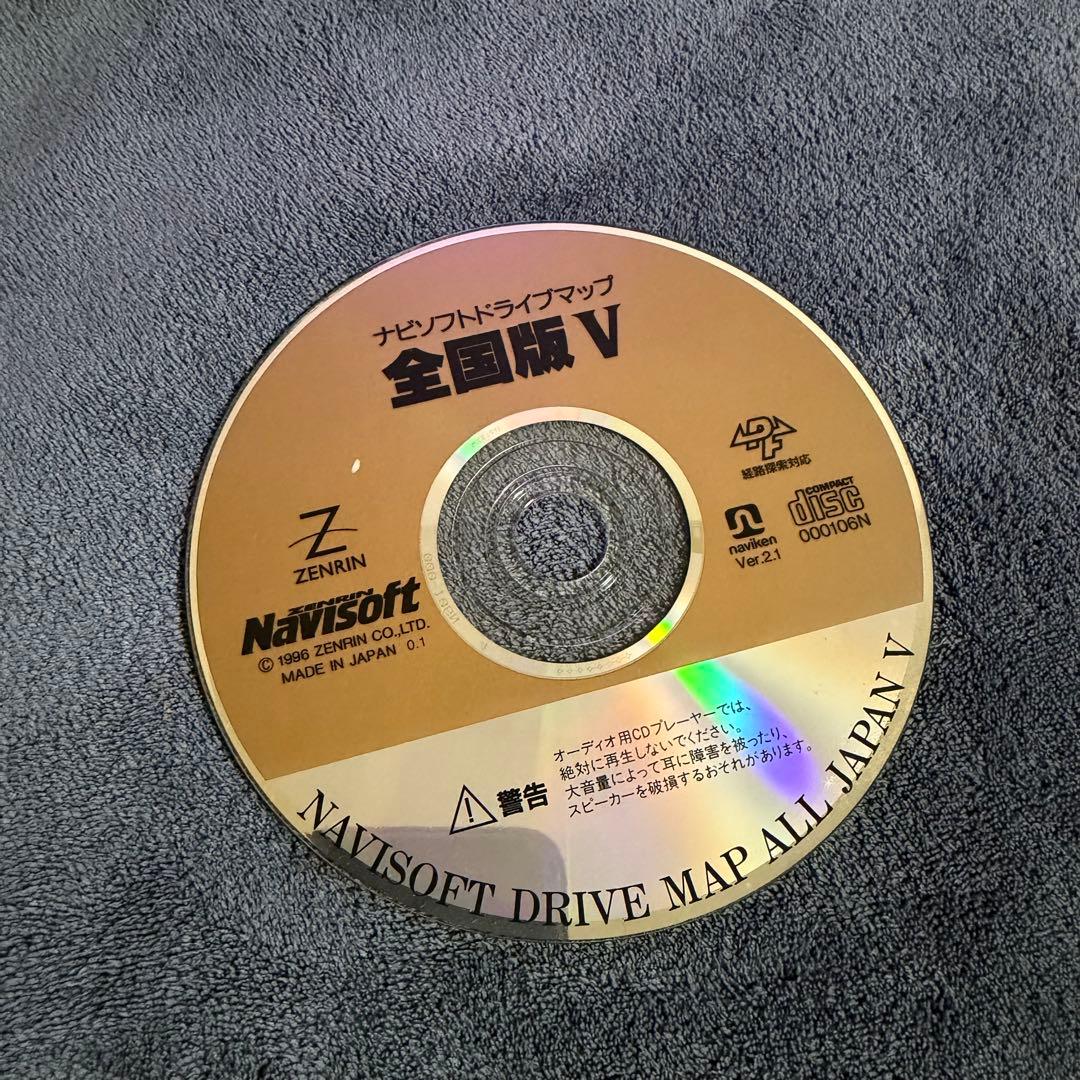 ナビソフトドライブマップ
全国版 V
DF
経路探索対応
COMPACT
disc
000106N
naviken
Ver.2.1
Z
ZENRIN
ZENRIN
Navisoft
© 1996 ZENRIN CO.,LTD.
MADE IN JAPAN 0.1
警告
オーディオ用CDプレーヤーでは、
絶対に再生しないでください。
大音量によって耳に障害を被ったり、
スピーカーを破損するおそれがあります。
NAVISOFT DRIVE MAP ALL JAPAN V